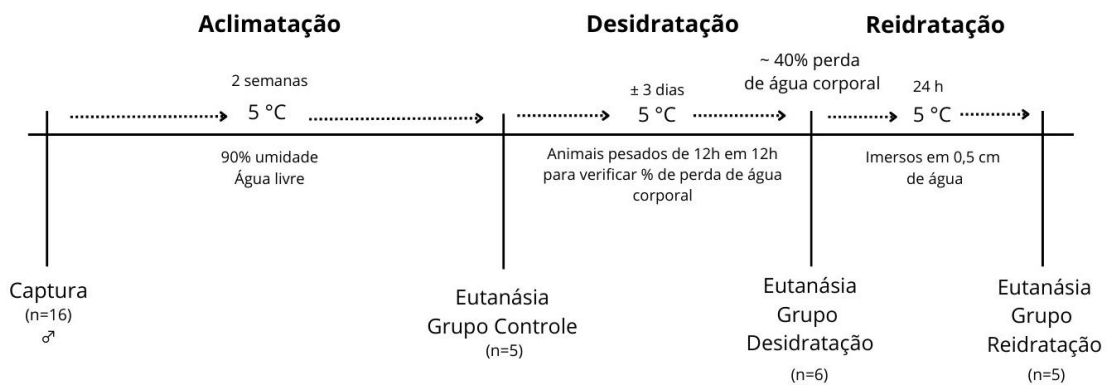 Aclimatação
Desidratação
Reidratação
~ 40% perda
de água corporal
2 semanas
5 °C
± 3 dias
5 °C
24 h
5 °C
90% umidade
Água livre
Animais pesados de 12h em 12h
para verificar % de perda de água
corporal
Imersos em 0,5 cm
de água
Captura
(n=16)
♂
Eutanásia
Grupo Controle
(n=5)
Eutanásia
Grupo
Desidratação
(n=6)
Eutanásia
Grupo
Reidratação
(n=5)